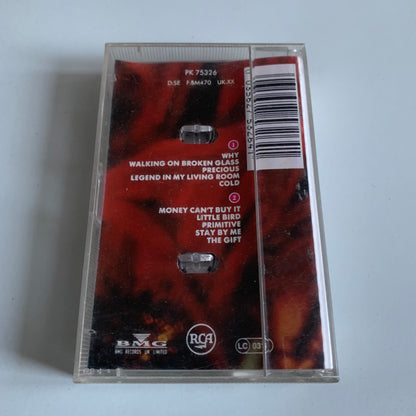 PK 75326
D:SE F:BM470 UK:XX
1
WHY
WALKING ON BROKEN GLASS
PRECIOUS
LEGEND IN MY LIVING ROOM
COLD
2
MONEY CAN'T BUY IT
LITTLE BIRD
PRIMITIVE
STAY BY ME
THE GIFT
BMG
BMG RECORDS UK LIMITED
RCA
LC